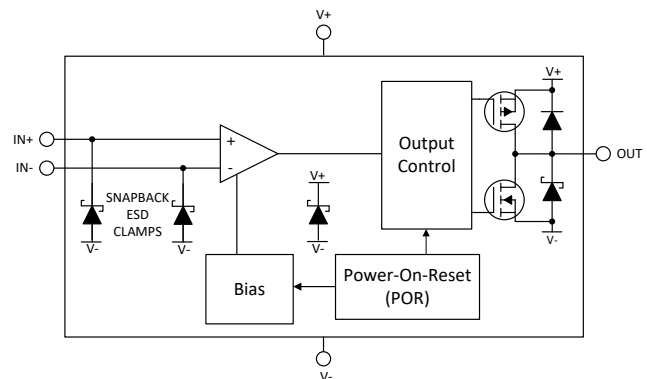 V+
V+
IN+
+
Output
Control
OUT
IN-
-
V+
SNAPBACK
ESD
CLAMPS
V-
V-
V-
V-
Bias
Power-On-Reset
(POR)
V-